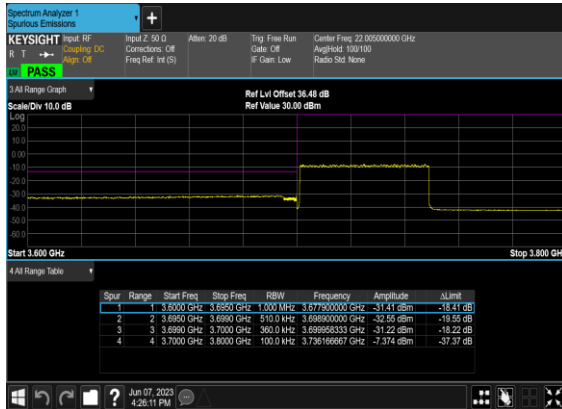 Spectrum Analyzer 1
Spurious Emissions
+
KEYSIGHT Input: RF Input Z: 50 Ω Atten: 20 dB Trig: Free Run Center Freq: 22.005000000 GHz
R T Coupling: DC Corrections: Off Gate: Off Avg|Hold: 100/100
Align: Off Freq Ref: Int (S) IF Gain: Low Radio Std: None
LW PASS
3 All Range Graph Ref Lvl Offset 36.48 dB
Scale/Div 10.0 dB Ref Value 30.00 dBm
Log
20.0
10.0
0.00
-10.0
-20.0
-30.0
-40.0
-50.0
-60.0
Start 3.600 GHz Stop 3.800 GH
4 All Range Table
Spur Range Start Freq Stop Freq RBW Frequency Amplitude ΔLimit
1 1 3.6000 GHz 3.6950 GHz 1.000 MHz 3.677900000 GHz -31.41 dBm -18.41 dB
2 2 3.6950 GHz 3.6990 GHz 510.0 kHz 3.698900000 GHz -32.55 dBm -19.55 dB
3 3 3.6990 GHz 3.7000 GHz 360.0 kHz 3.699958333 GHz -31.22 dBm -18.22 dB
4 4 3.7000 GHz 3.8000 GHz 100.0 kHz 3.736166667 GHz -7.374 dBm -37.37 dB
? Jun 07, 2023
4:26:11 PM